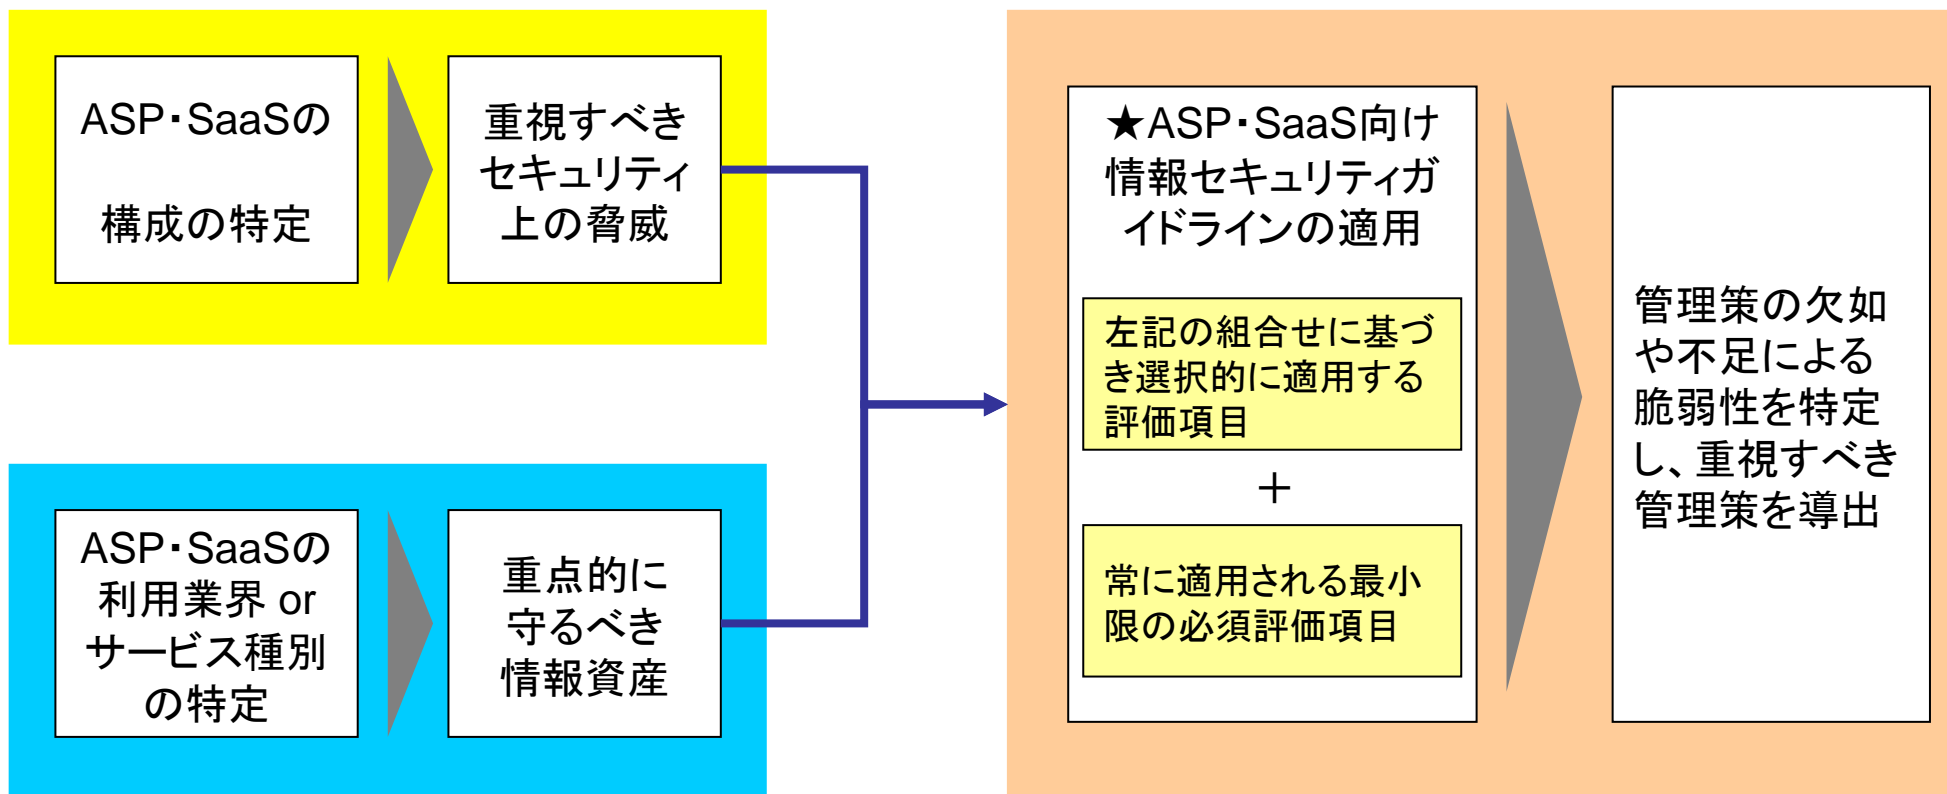 ASP･SaaSの
構成の特定
重視すべき
セキュリティ
上の脅威
ASP･SaaSの
利用業界 or
サービス種別
の特定
重点的に
守るべき
情報資産
★ASP･SaaS向け
情報セキュリティガ
イドラインの適用
左記の組合せに基づ
き選択的に適用する
評価項目
＋
常に適用される最小
限の必須評価項目
管理策の欠如
や不足による
脆弱性を特定
し、重視すべき
管理策を導出